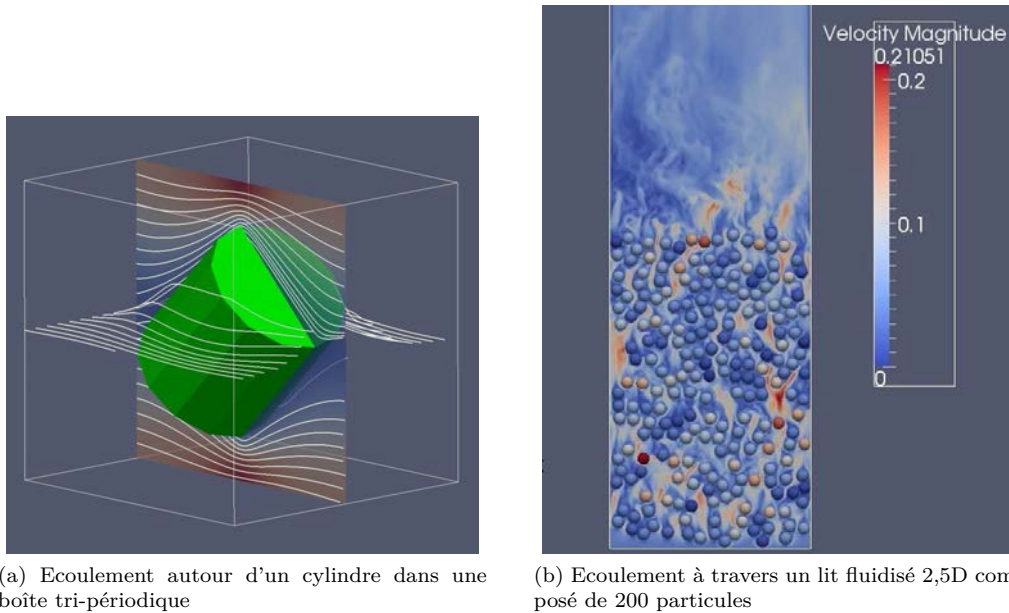 Velocity Magnitude
0.21051
0.2
0.1
0
(a) Ecoulement autour d'un cylindre dans une
boîte tri-périodique
(b) Ecoulement à travers un lit fluidisé 2,5D com
posé de 200 particules